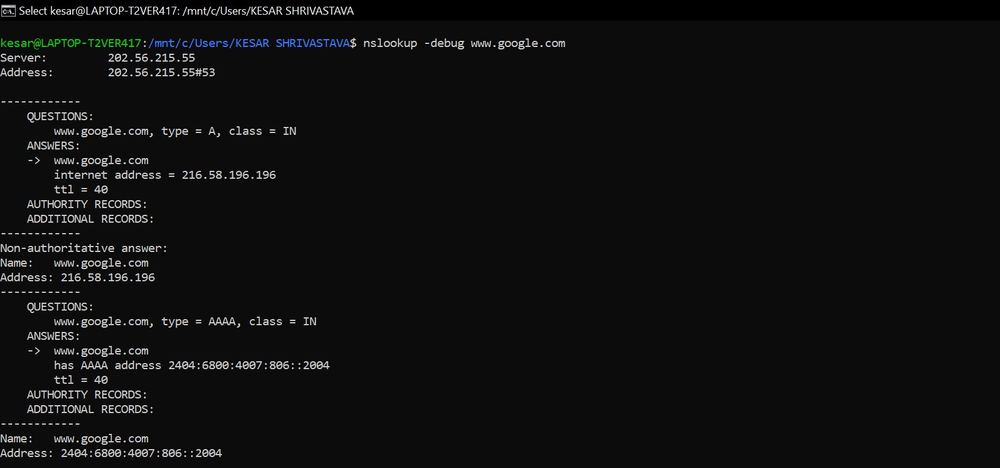 Select kesar@LAPTOP-T2VER417: /mnt/c/Users/KESAR SHRIVASTAVA
kesar@LAPTOP-T2VER417:/mnt/c/Users/KESAR SHRIVASTAVA$ nslookup -debug www.google.com
Server:         202.56.215.55
Address:        202.56.215.55#53
------------
    QUESTIONS:
        www.google.com, type = A, class = IN
    ANSWERS:
    ->  www.google.com
        internet address = 216.58.196.196
        ttl = 40
    AUTHORITY RECORDS:
    ADDITIONAL RECORDS:
------------
Non-authoritative answer:
Name:   www.google.com
Address: 216.58.196.196
------------
    QUESTIONS:
        www.google.com, type = AAAA, class = IN
    ANSWERS:
    ->  www.google.com
        has AAAA address 2404:6800:4007:806::2004
        ttl = 40
    AUTHORITY RECORDS:
    ADDITIONAL RECORDS:
------------
Name:   www.google.com
Address: 2404:6800:4007:806::2004